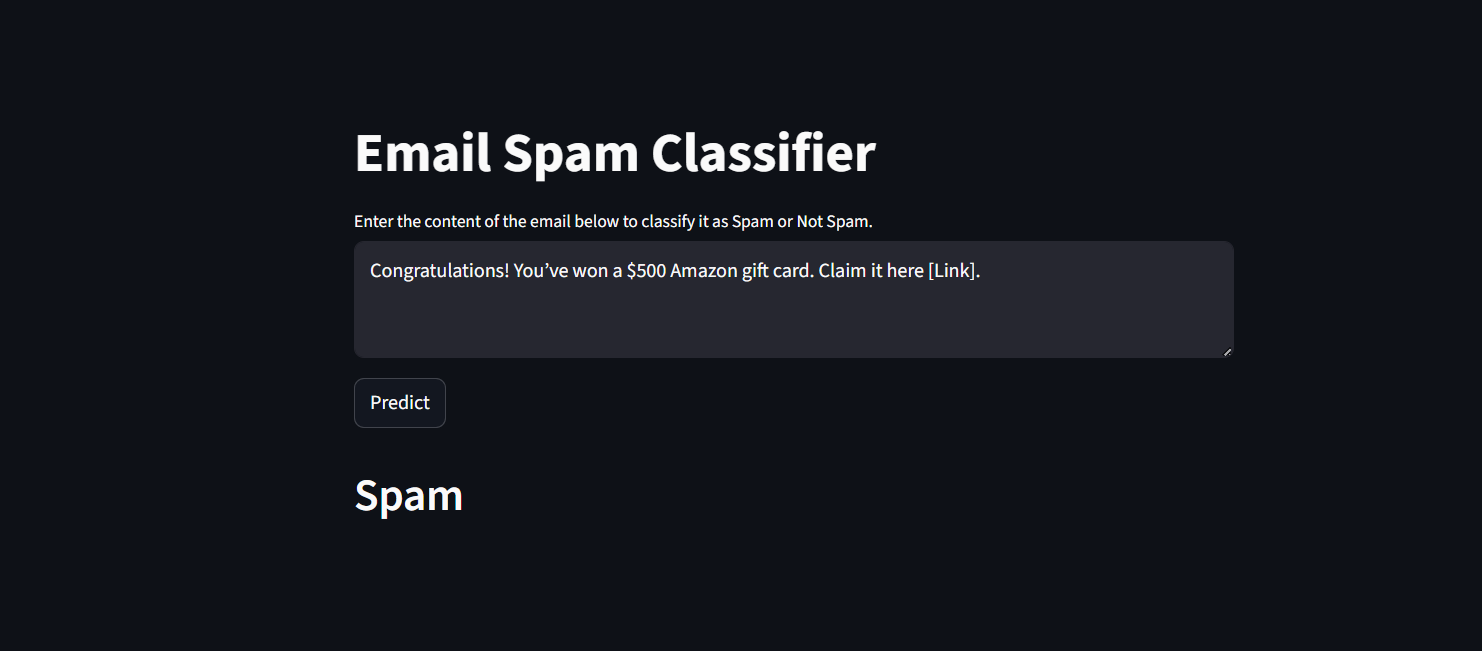 Email Spam Classifier
Enter the content of the email below to classify it as Spam or Not Spam.
Congratulations! You’ve won a $500 Amazon gift card. Claim it here [Link].
Predict
Spam